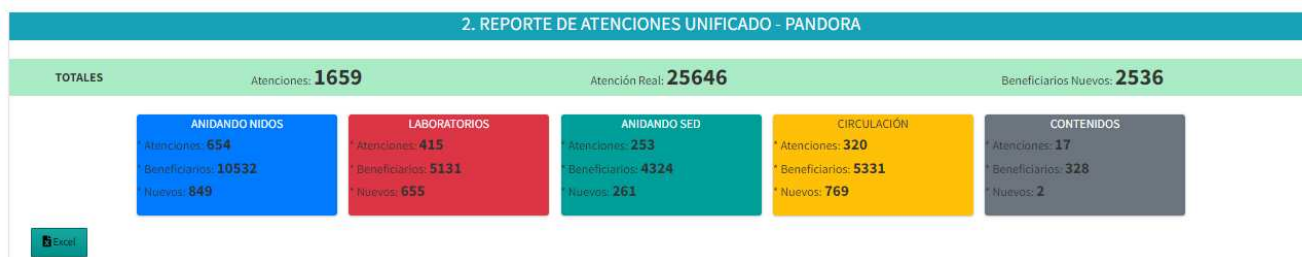 2. REPORTE DE ATENCIONES UNIFICADO - PANDORA
TOTALES Atenciones: 1659 Atención Real: 25646 Beneficiarios Nuevos: 2536
ANIDANDO NIDOS
* Atenciones: 654
* Beneficiarios: 10532
* Nuevos: 849
LABORATORIOS
* Atenciones: 415
* Beneficiarios: 5131
* Nuevos: 655
ANIDANDO SED
* Atenciones: 253
* Beneficiarios: 4324
* Nuevos: 261
CIRCULACIÓN
* Atenciones: 320
* Beneficiarios: 5331
* Nuevos: 769
CONTENIDOS
* Atenciones: 17
* Beneficiarios: 328
* Nuevos: 2
Excel